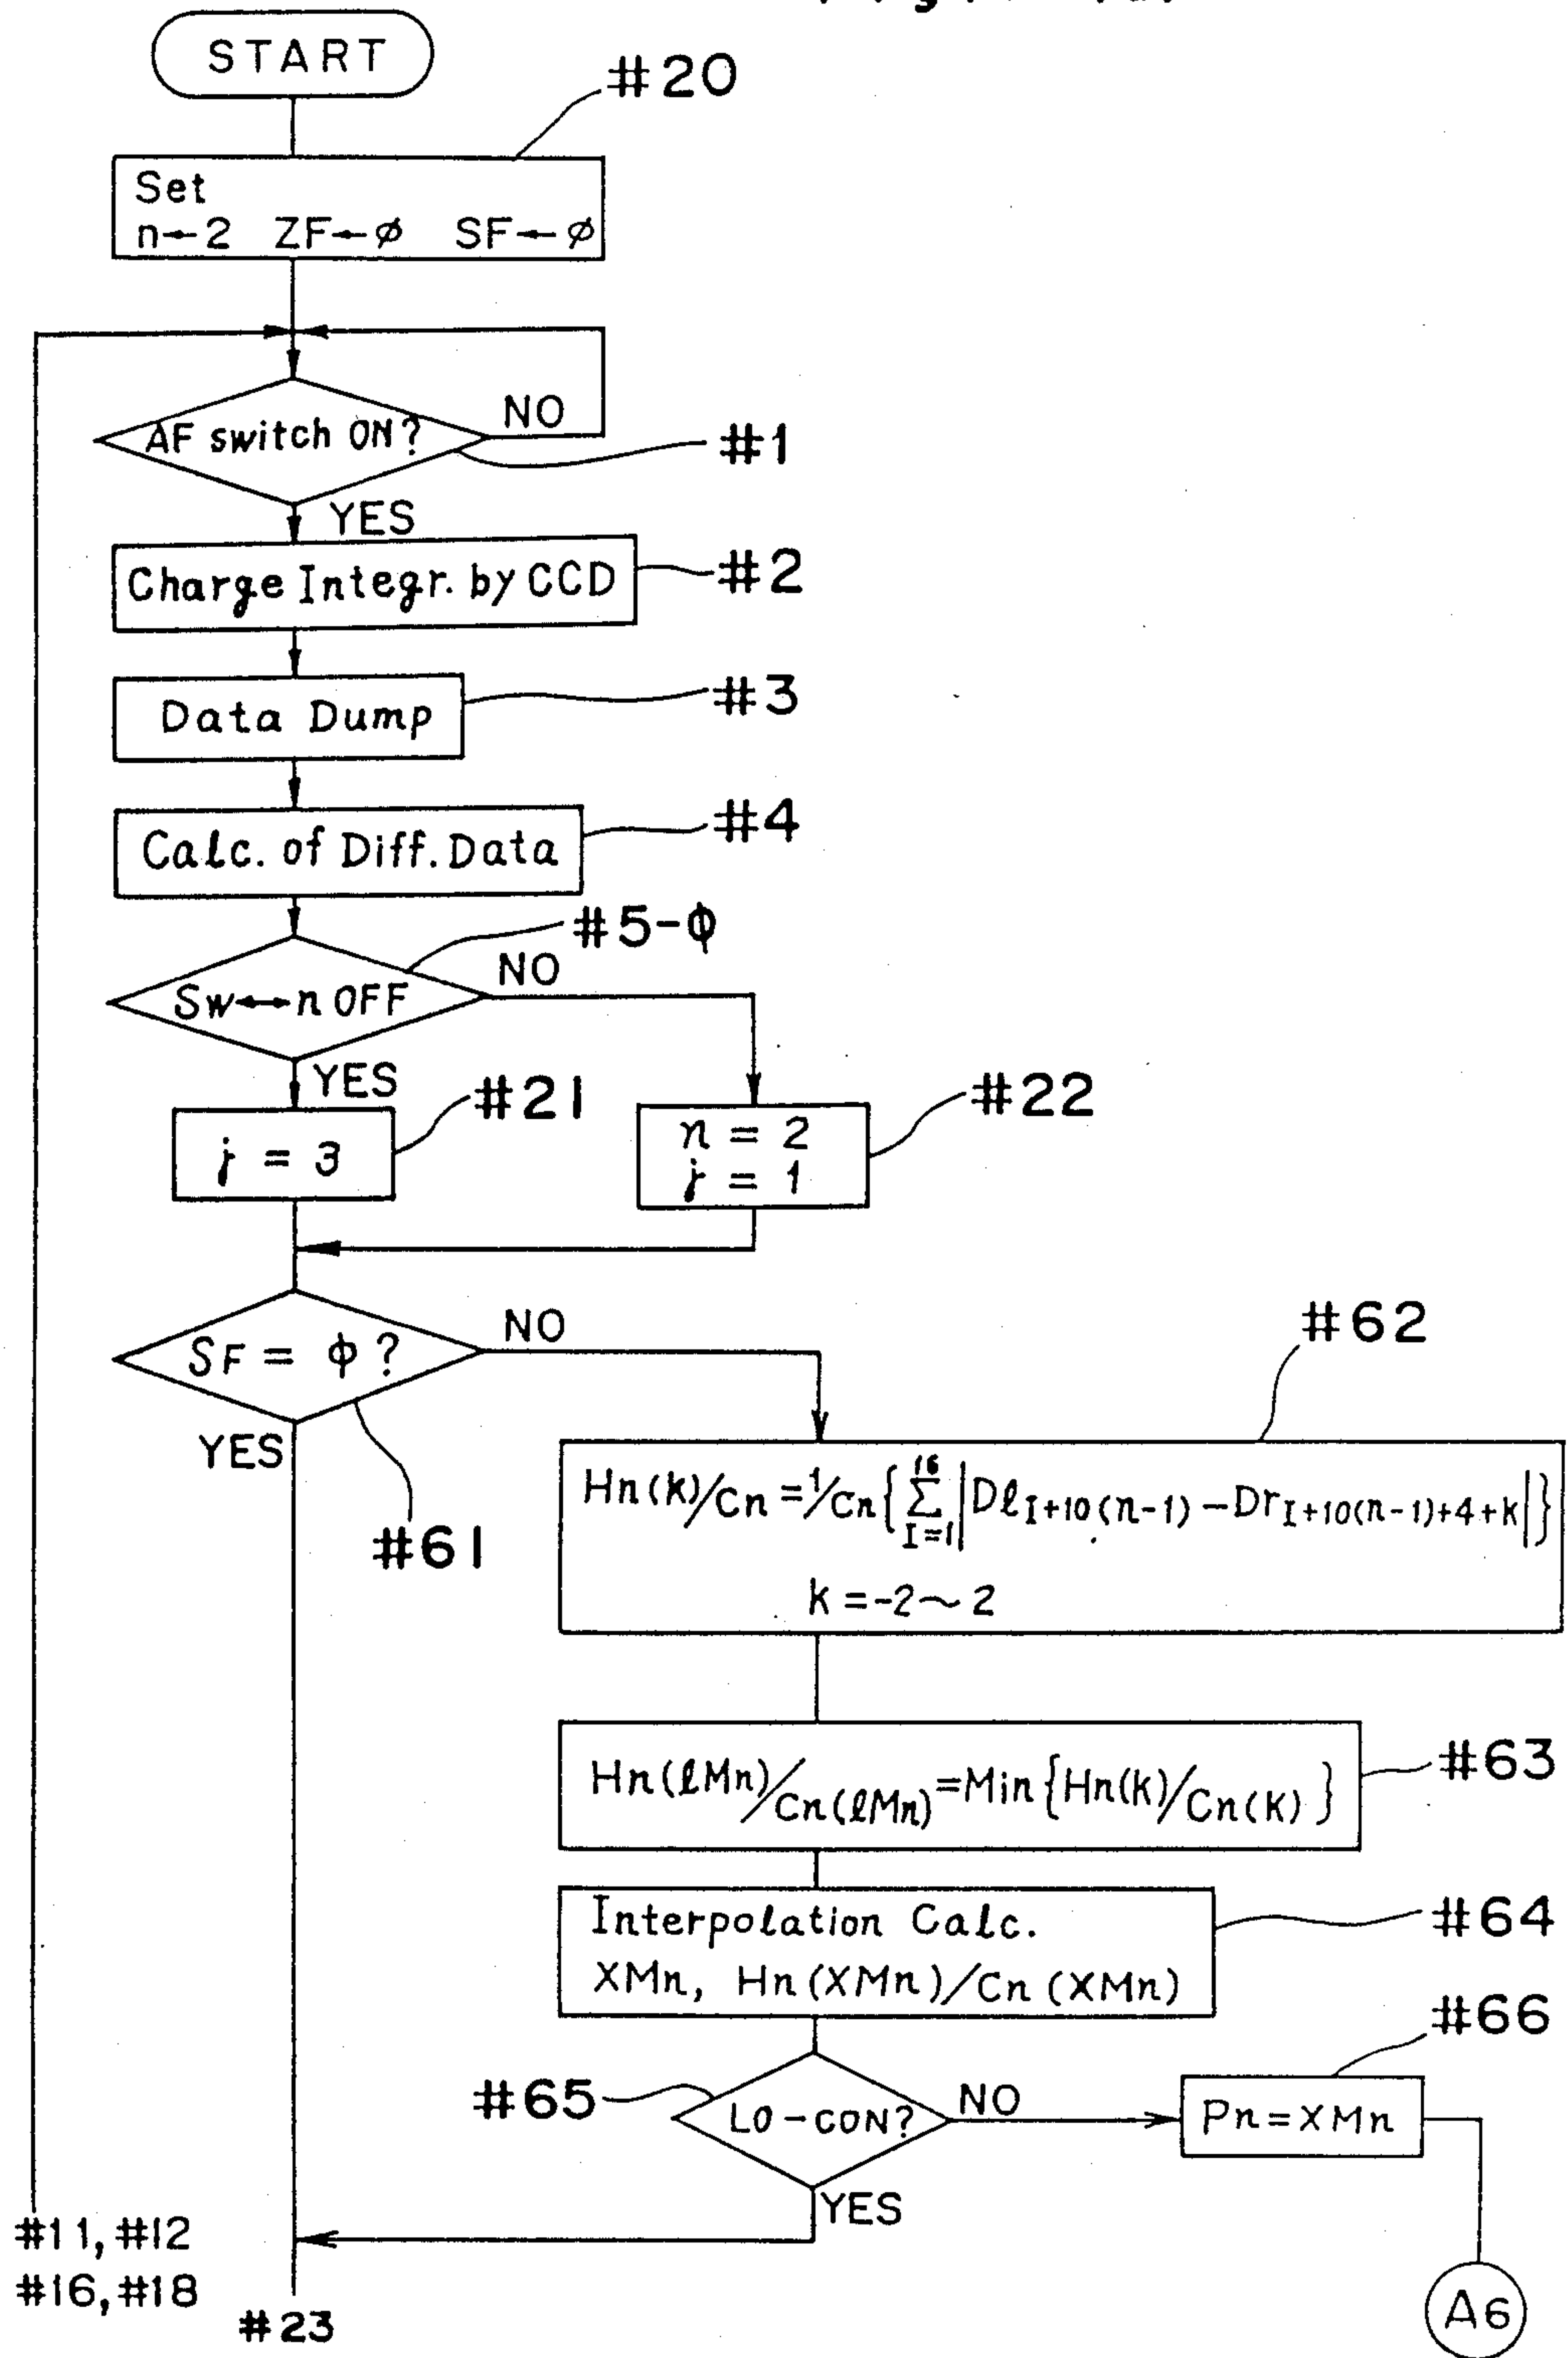 START
#20
Set
n←2 ZF←φ SF←φ
AF switch ON?
NO
#1
YES
Charge Integr. by CCD
#2
Data Dump
#3
Calc. of Diff. Data
#4
#5-φ
Sw↔n OFF
NO
YES
#21
#22
j = 3
n = 2
j = 1
SF = φ ?
NO
#62
YES
#61
Hn(k)/Cn = 1/Cn { 16 Σ I=1 | DℓI+10(n-1) - DrI+10(n-1)+4+k | }
k = -2 ~ 2
#63
Hn(ℓMn)/Cn(ℓMn) = Min { Hn(k)/Cn(k) }
#64
Interpolation Calc.
XMn, Hn(XMn)/Cn(XMn)
#66
#65
LO-CON?
NO
Pn = XMn
YES
#11, #12
#16, #18
#23
A6